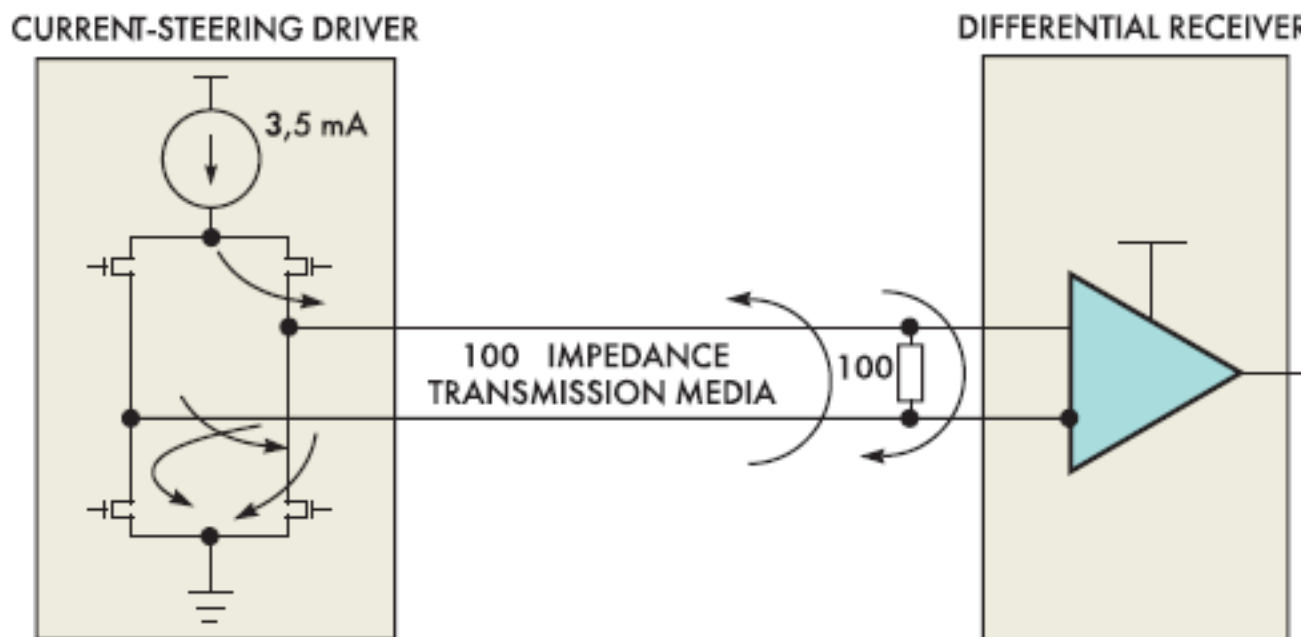 CURRENT-STEERING DRIVER
DIFFERENTIAL RECEIVER
3,5 mA
100 IMPEDANCE
TRANSMISSION MEDIA
100